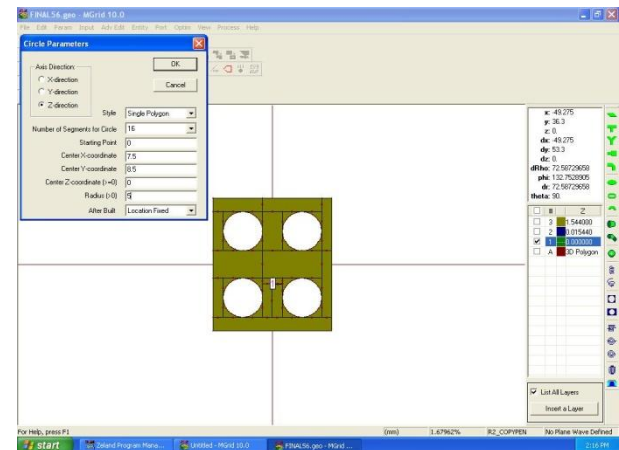 FINAL56.geo - MGrid 10.0
File Edit Param Input Adv Edit Entity Port Optim View Process Help
Circle Parameters
Axis Direction:
X-direction
Y-direction
Z-direction
OK
Cancel
Style Single Polygon
Number of Segments for Circle 16
Starting Point 0
Center X-coordinate 7.5
Center Y-coordinate 8.5
Center Z-coordinate (>=0) 0
Radius (>0) 5
After Built Location Fixed
x: -49.275
y: 36.3
z: 0.
dx: -49.275
dy: 53.3
dz: 0.
dRho: 72.58729658
phi: 132.7528905
dr: 72.58729658
theta: 90.
# Z
3 1.544000
2 0.015440
1 0.000000
A 3D Polygon
List All Layers
Insert a Layer
For Help, press F1
(mm) 1.67962% R2_COPYPEN No Plane Wave Defined
start Zeland Program Mana... Untitled - MGrid 10.0 FINAL56.geo - MGrid ... 2:16 PM